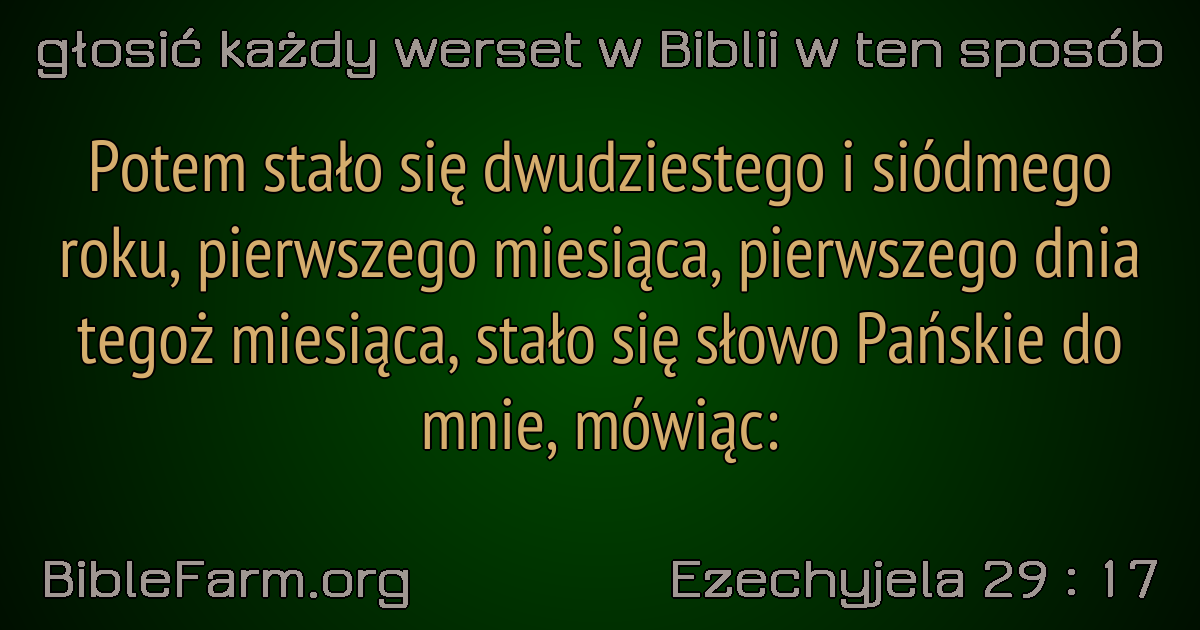 głosić każdy werset w Biblii w ten sposób
Potem stało się dwudziestego i siódmego
roku, pierwszego miesiąca, pierwszego dnia
tegoż miesiąca, stało się słowo Pańskie do
mnie, mówiąc:
BibleFarm.org
Ezechyjela 29 : 17